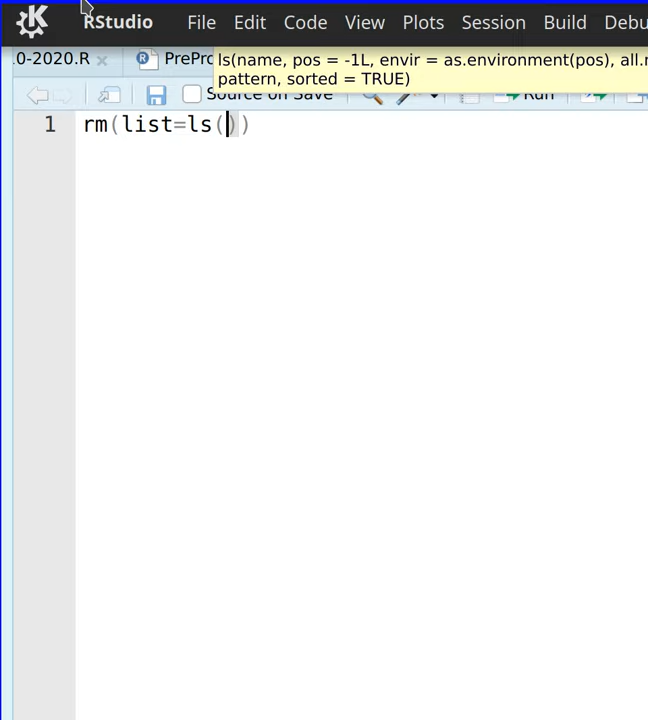 RStudio File Edit Code View Plots Session Build Debu
0-2020.R PrePro
ls(name, pos = -1L, envir = as.environment(pos), all.
pattern, sorted = TRUE)
Source on Save Run
1 rm(list=ls())